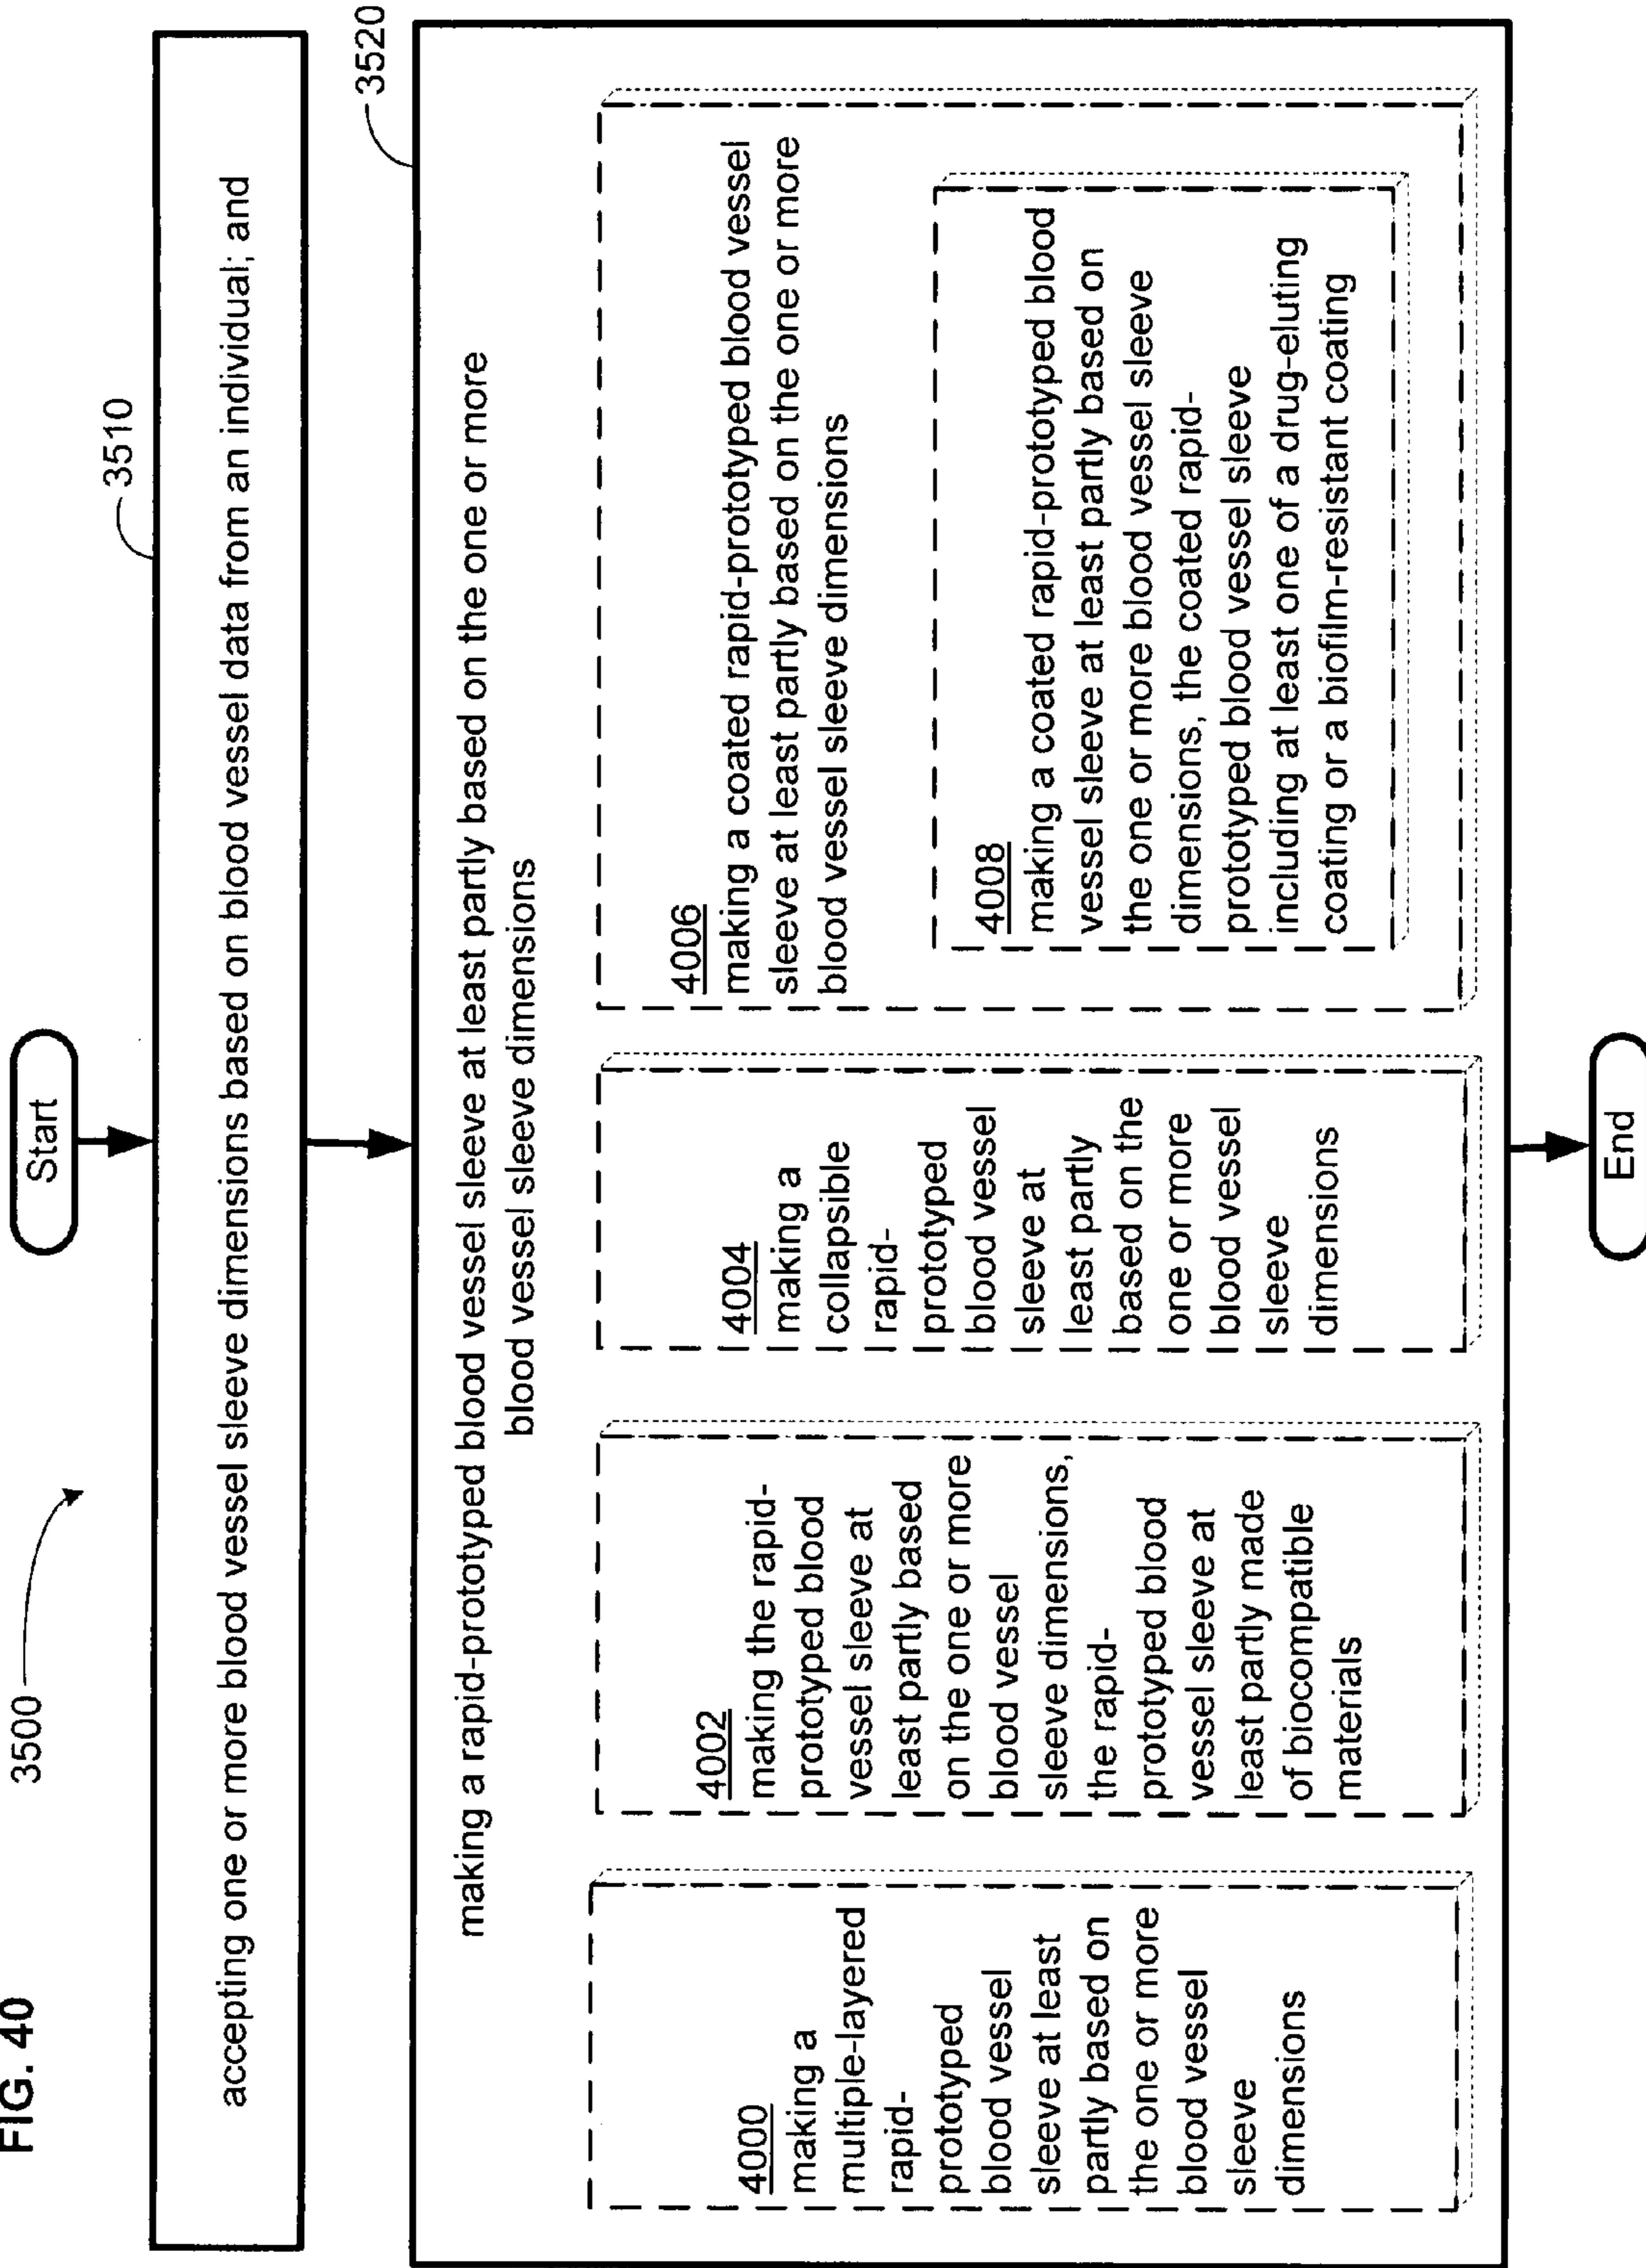 FIG. 40
3500
Start
3510
accepting one or more blood vessel sleeve dimensions based on blood vessel data from an individual; and
3520
making a rapid-prototyped blood vessel sleeve at least partly based on the one or more
blood vessel sleeve dimensions
4000
making a
multiple-layered
rapid-
prototyped
blood vessel
sleeve at least
partly based on
the one or more
blood vessel
sleeve
dimensions
4002
making the rapid-
prototyped blood
vessel sleeve at
least partly based
on the one or more
blood vessel
sleeve dimensions,
the rapid-
prototyped blood
vessel sleeve at
least partly made
of biocompatible
materials
4004
making a
collapsible
rapid-
prototyped
blood vessel
sleeve at
least partly
based on the
one or more
blood vessel
sleeve
dimensions
4006
making a coated rapid-prototyped blood vessel
sleeve at least partly based on the one or more
blood vessel sleeve dimensions
4008
making a coated rapid-prototyped blood
vessel sleeve at least partly based on
the one or more blood vessel sleeve
dimensions, the coated rapid-
prototyped blood vessel sleeve
including at least one of a drug-eluting
coating or a biofilm-resistant coating
End